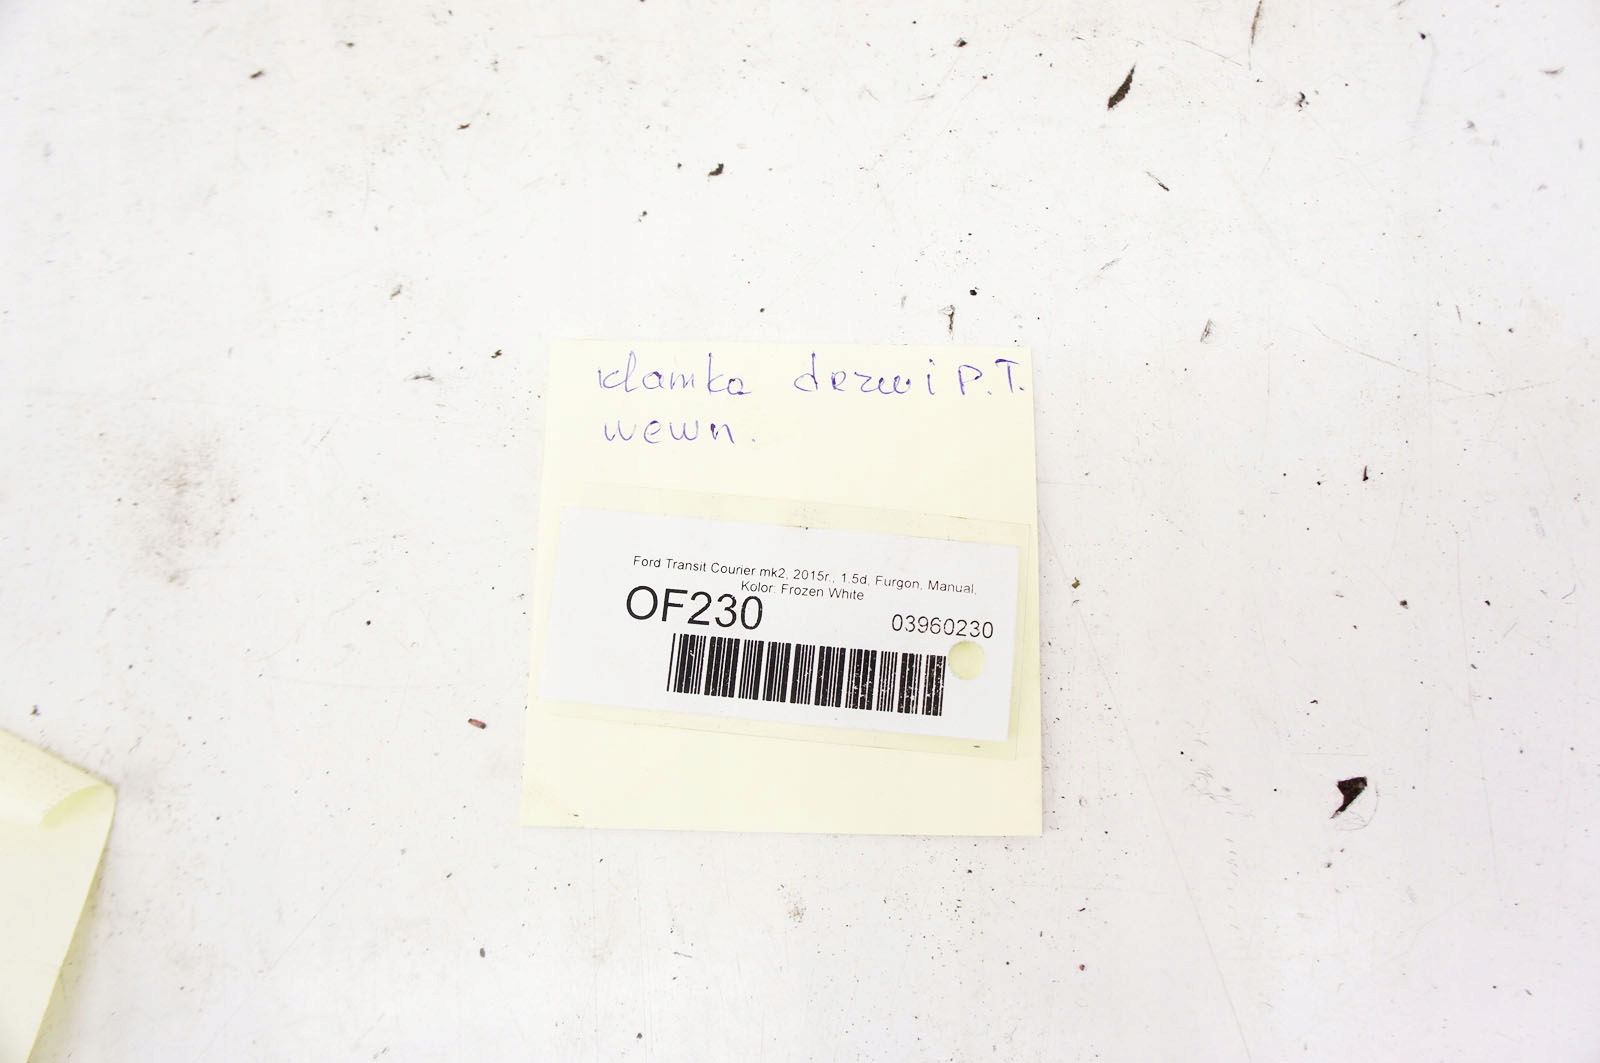 klamka drzwi P.T.
wewn.
Ford Transit Courier mk2, 2015r., 1.5d, Furgon, Manual,
Kolor: Frozen White
OF230
03960230